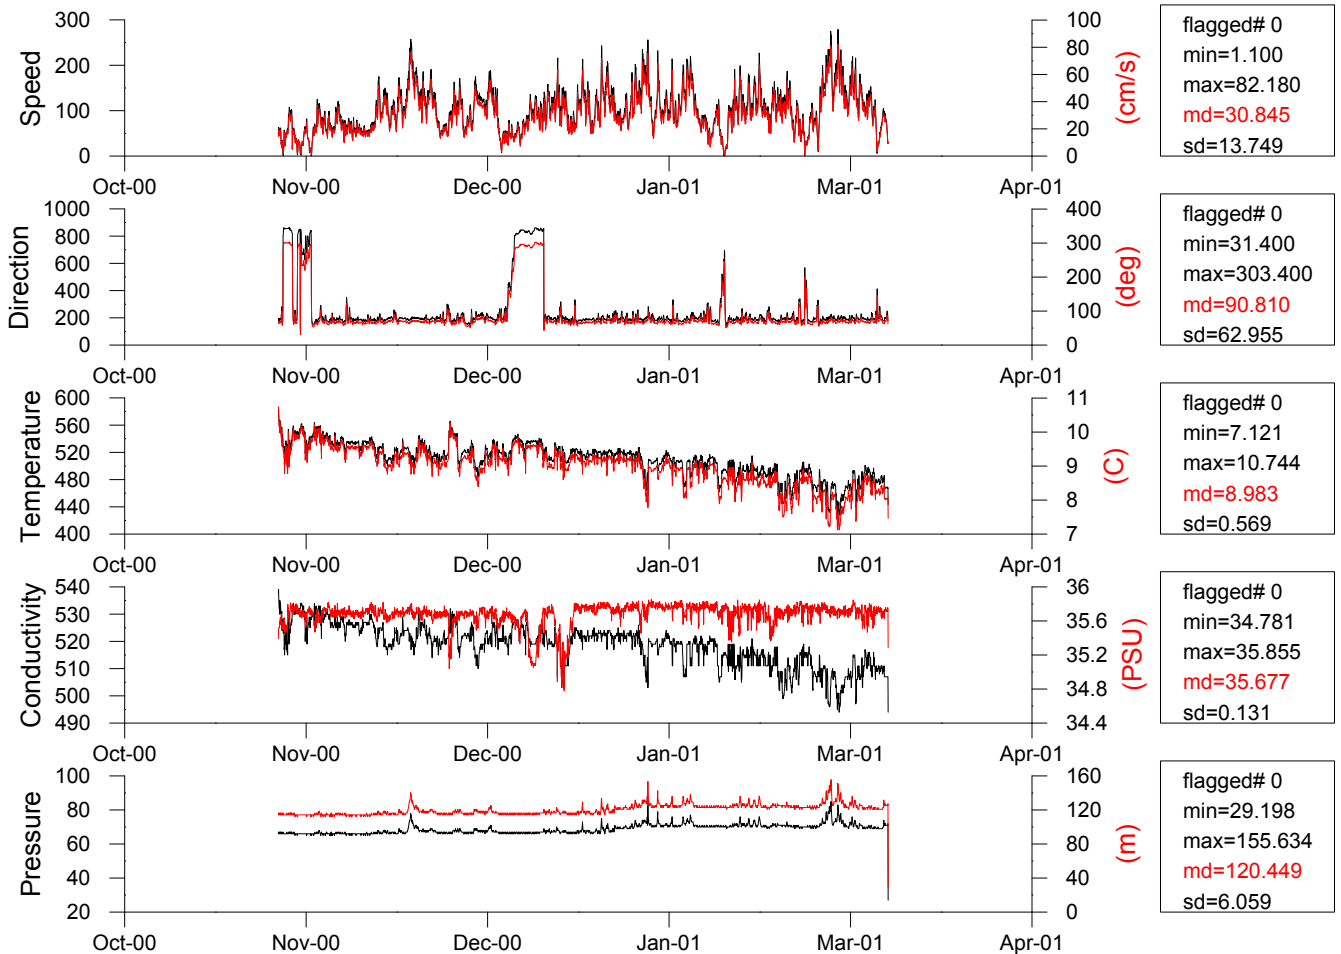 Speed
300
200
100
0
100
80
60
40
20
0
(cm/s)
Oct-00 Nov-00 Dec-00 Jan-01 Mar-01 Apr-01
flagged# 0
min=1.100
max=82.180
md=30.845
sd=13.749
Direction
1000
800
600
400
200
0
400
300
200
100
0
(deg)
Oct-00 Nov-00 Dec-00 Jan-01 Mar-01 Apr-01
flagged# 0
min=31.400
max=303.400
md=90.810
sd=62.955
Temperature
600
560
520
480
440
400
11
10
9
8
7
(C)
Oct-00 Nov-00 Dec-00 Jan-01 Mar-01 Apr-01
flagged# 0
min=7.121
max=10.744
md=8.983
sd=0.569
Conductivity
540
530
520
510
500
490
36
35.6
35.2
34.8
34.4
(PSU)
Oct-00 Nov-00 Dec-00 Jan-01 Mar-01 Apr-01
flagged# 0
min=34.781
max=35.855
md=35.677
sd=0.131
Pressure
100
80
60
40
20
160
120
80
40
0
(m)
Oct-00 Nov-00 Dec-00 Jan-01 Mar-01 Apr-01
flagged# 0
min=29.198
max=155.634
md=120.449
sd=6.059